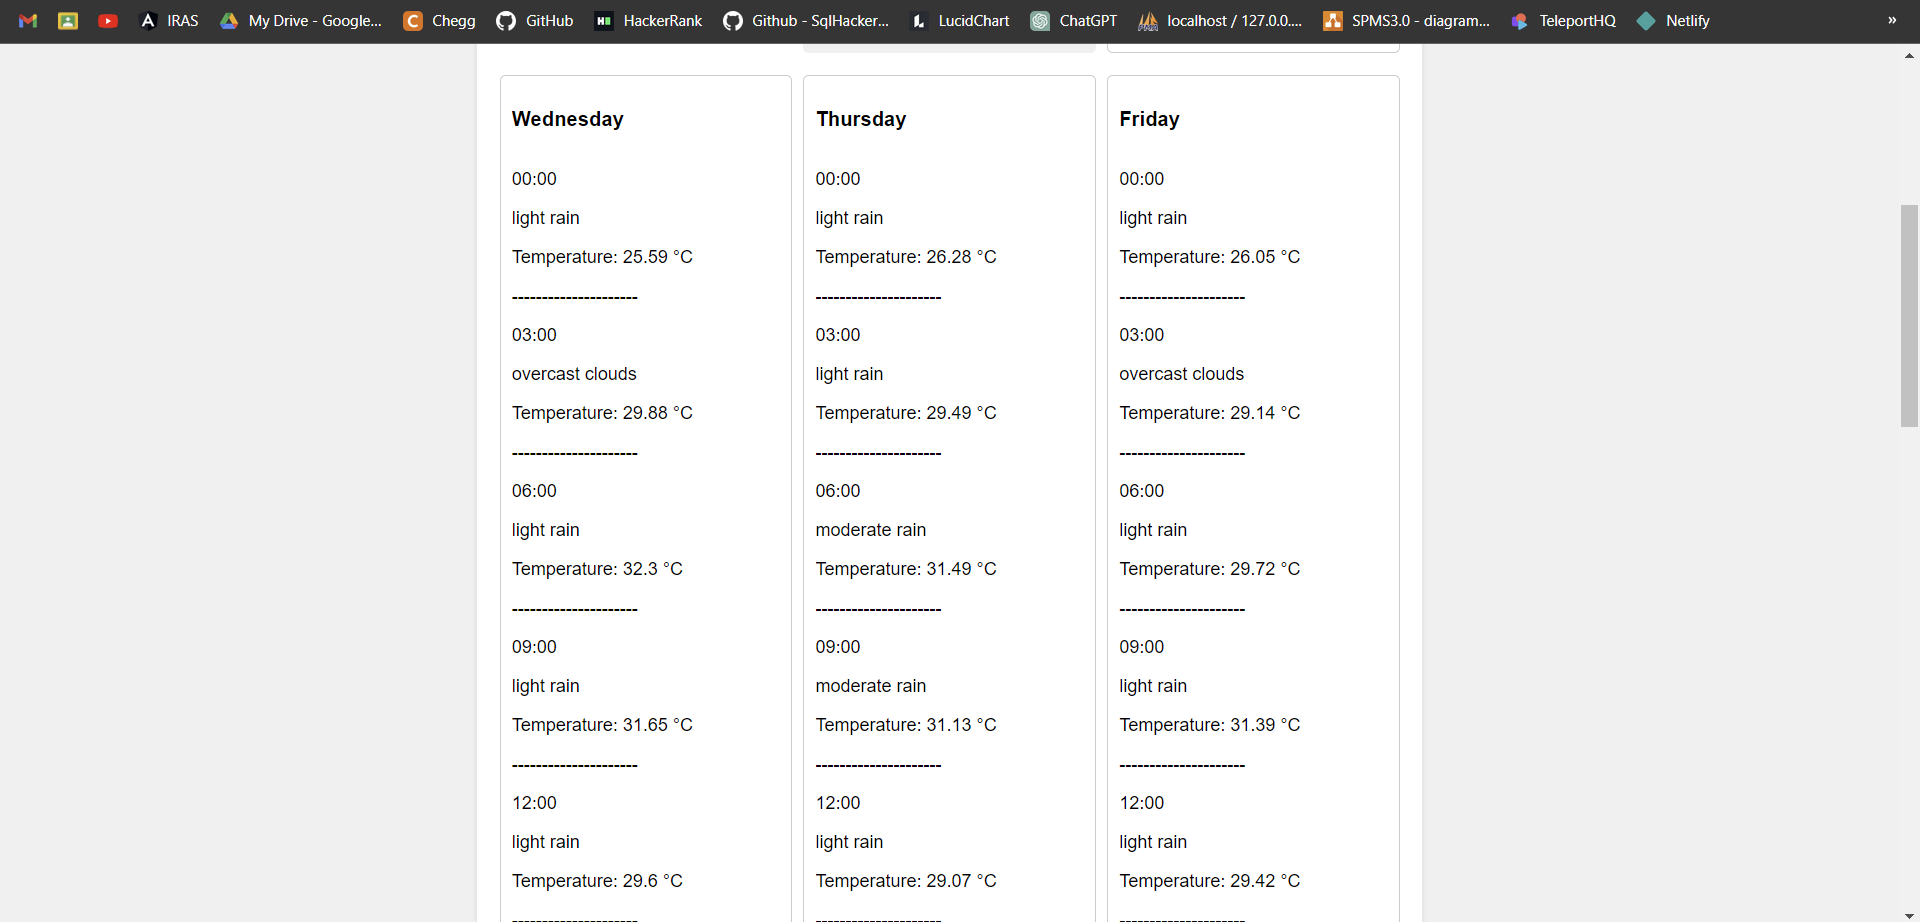 IRAS My Drive - Google... Chegg GitHub HackerRank Github - SqlHacker... LucidChart ChatGPT localhost / 127.0.0.... SPMS3.0 - diagram... TeleportHQ Netlify »
Wednesday
00:00
light rain
Temperature: 25.59 °C
---------------------
03:00
overcast clouds
Temperature: 29.88 °C
---------------------
06:00
light rain
Temperature: 32.3 °C
---------------------
09:00
light rain
Temperature: 31.65 °C
---------------------
12:00
light rain
Temperature: 29.6 °C
---------------------
Thursday
00:00
light rain
Temperature: 26.28 °C
---------------------
03:00
light rain
Temperature: 29.49 °C
---------------------
06:00
moderate rain
Temperature: 31.49 °C
---------------------
09:00
moderate rain
Temperature: 31.13 °C
---------------------
12:00
light rain
Temperature: 29.07 °C
---------------------
Friday
00:00
light rain
Temperature: 26.05 °C
---------------------
03:00
overcast clouds
Temperature: 29.14 °C
---------------------
06:00
light rain
Temperature: 29.72 °C
---------------------
09:00
light rain
Temperature: 31.39 °C
---------------------
12:00
light rain
Temperature: 29.42 °C
---------------------